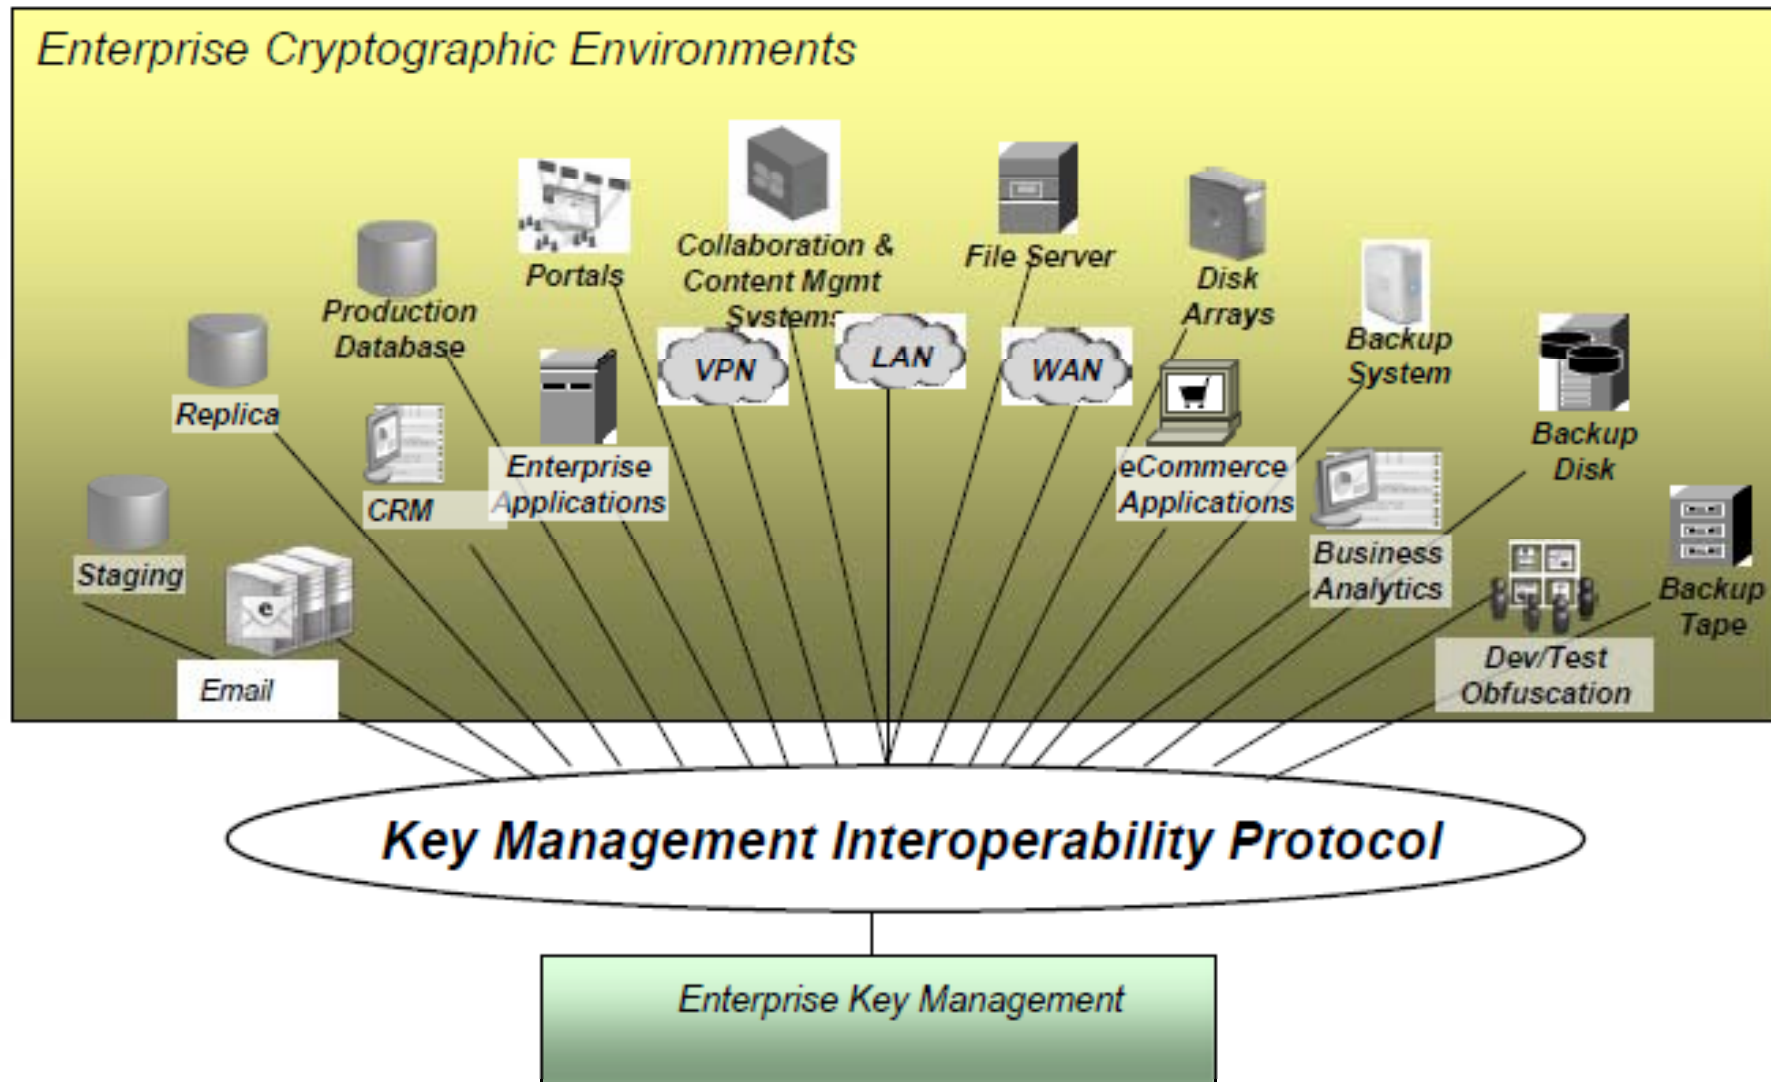 Enterprise Cryptographic Environments
Portals
Collaboration &
Content Mgmt
Systems
File Server
Disk
Arrays
Production
Database
Backup
System
Replica
VPN
LAN
WAN
Backup
Disk
CRM
Enterprise
Applications
eCommerce
Applications
Staging
Business
Analytics
Backup
Tape
e
Email
Dev/Test
Obfuscation
Key Management Interoperability Protocol
Enterprise Key Management